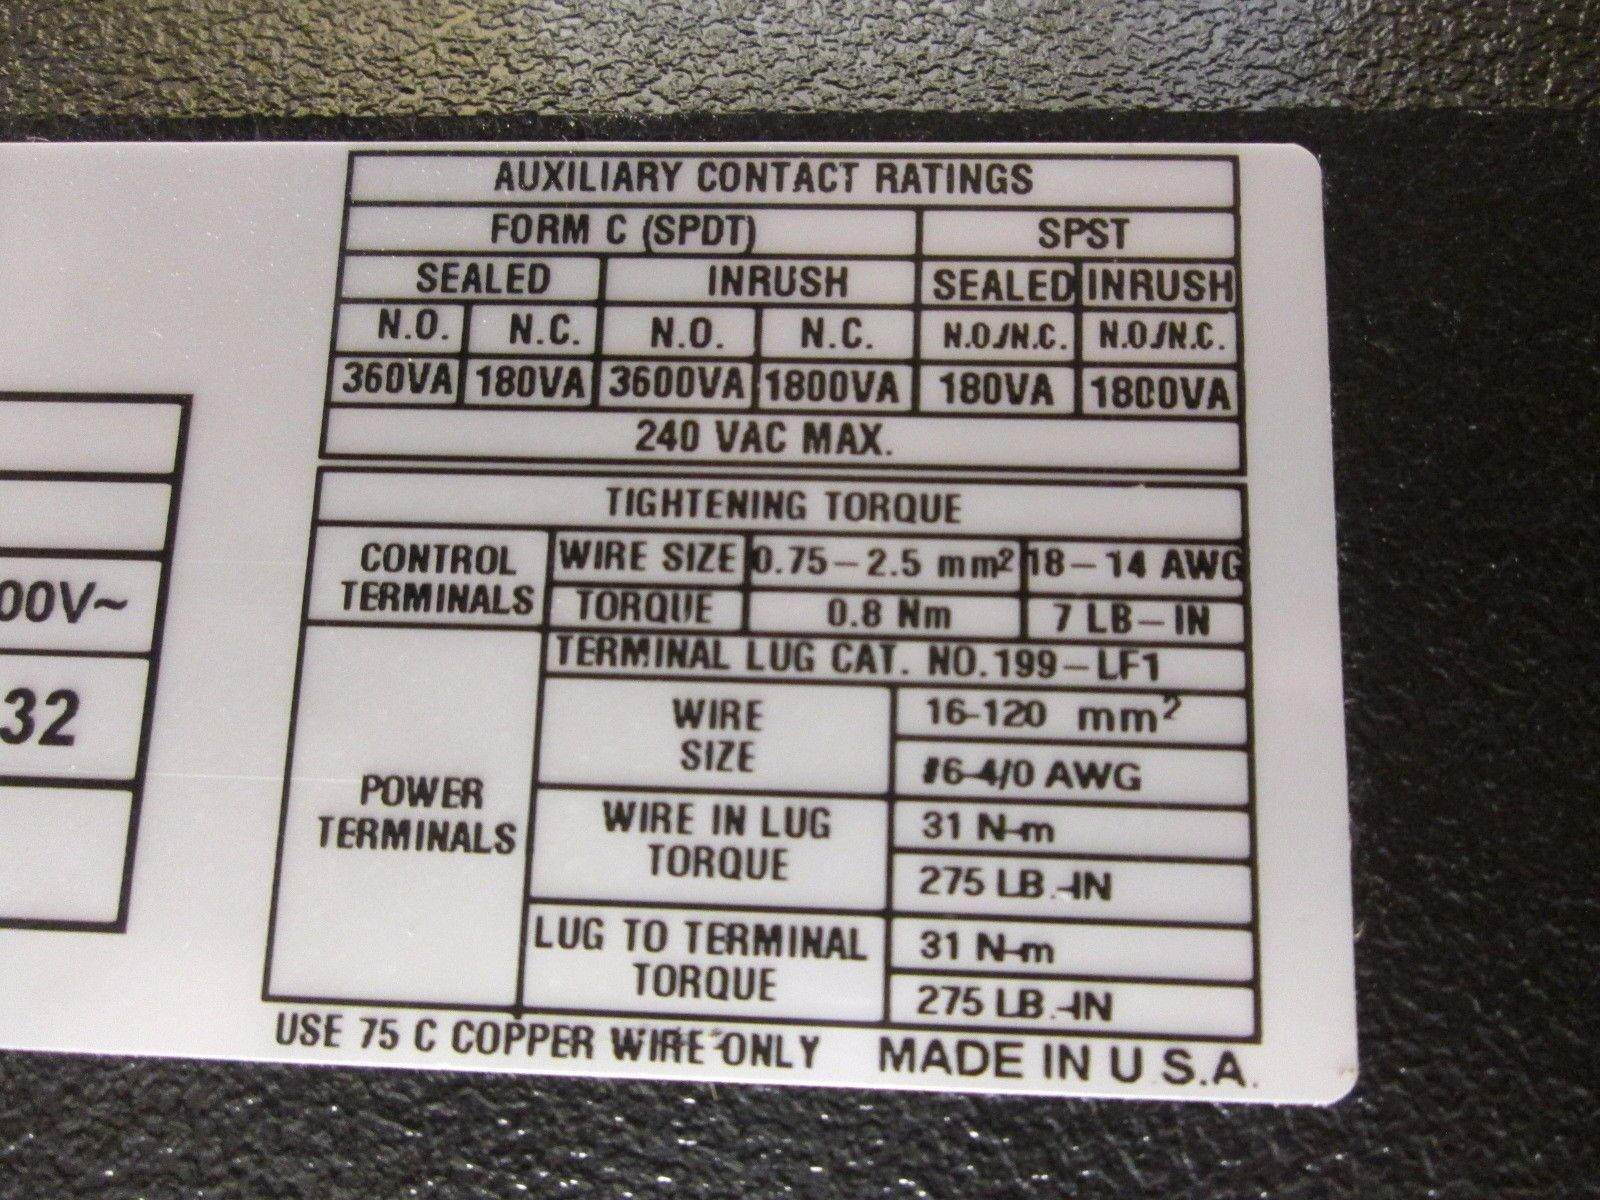 00V~
32
AUXILIARY CONTACT RATINGS
FORM C (SPDT) SPST
SEALED INRUSH SEALED INRUSH
N.O. N.C. N.O. N.C. N.O./N.C. N.O./N.C.
360VA 180VA 3600VA 1800VA 180VA 1800VA
240 VAC MAX.
TIGHTENING TORQUE
CONTROL TERMINALS
WIRE SIZE 0.75-2.5 mm² 18-14 AWG
TORQUE 0.8 Nm 7 LB-IN
POWER TERMINALS
TERMINAL LUG CAT. NO. 199-LF1
WIRE SIZE
16-120 mm²
#6-4/0 AWG
WIRE IN LUG TORQUE
31 N-m
275 LB.-IN
LUG TO TERMINAL TORQUE
31 N-m
275 LB.-IN
USE 75 C COPPER WIRE ONLY MADE IN U.S.A.